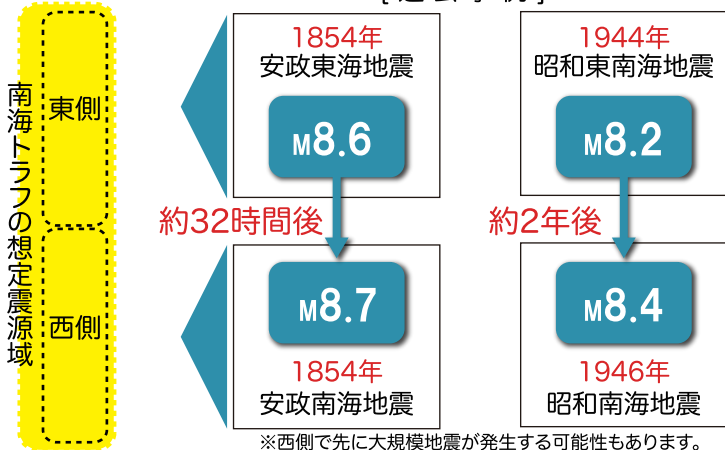 南海トラフの想定震源域
東側
西側
1854年
安政東海地震
M8.6
約32時間後
M8.7
1854年
安政南海地震
1944年
昭和東南海地震
M8.2
約2年後
M8.4
1946年
昭和南海地震
※西側で先に大規模地震が発生する可能性もあります。